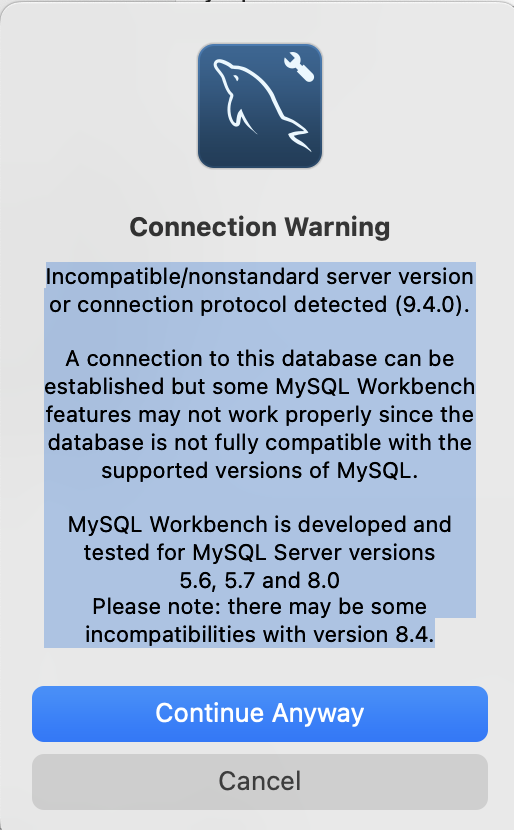 Connection Warning
Incompatible/nonstandard server version
or connection protocol detected (9.4.0).
A connection to this database can be
established but some MySQL Workbench
features may not work properly since the
database is not fully compatible with the
supported versions of MySQL.
MySQL Workbench is developed and
tested for MySQL Server versions
5.6, 5.7 and 8.0
Please note: there may be some
incompatibilities with version 8.4.
Continue Anyway
Cancel